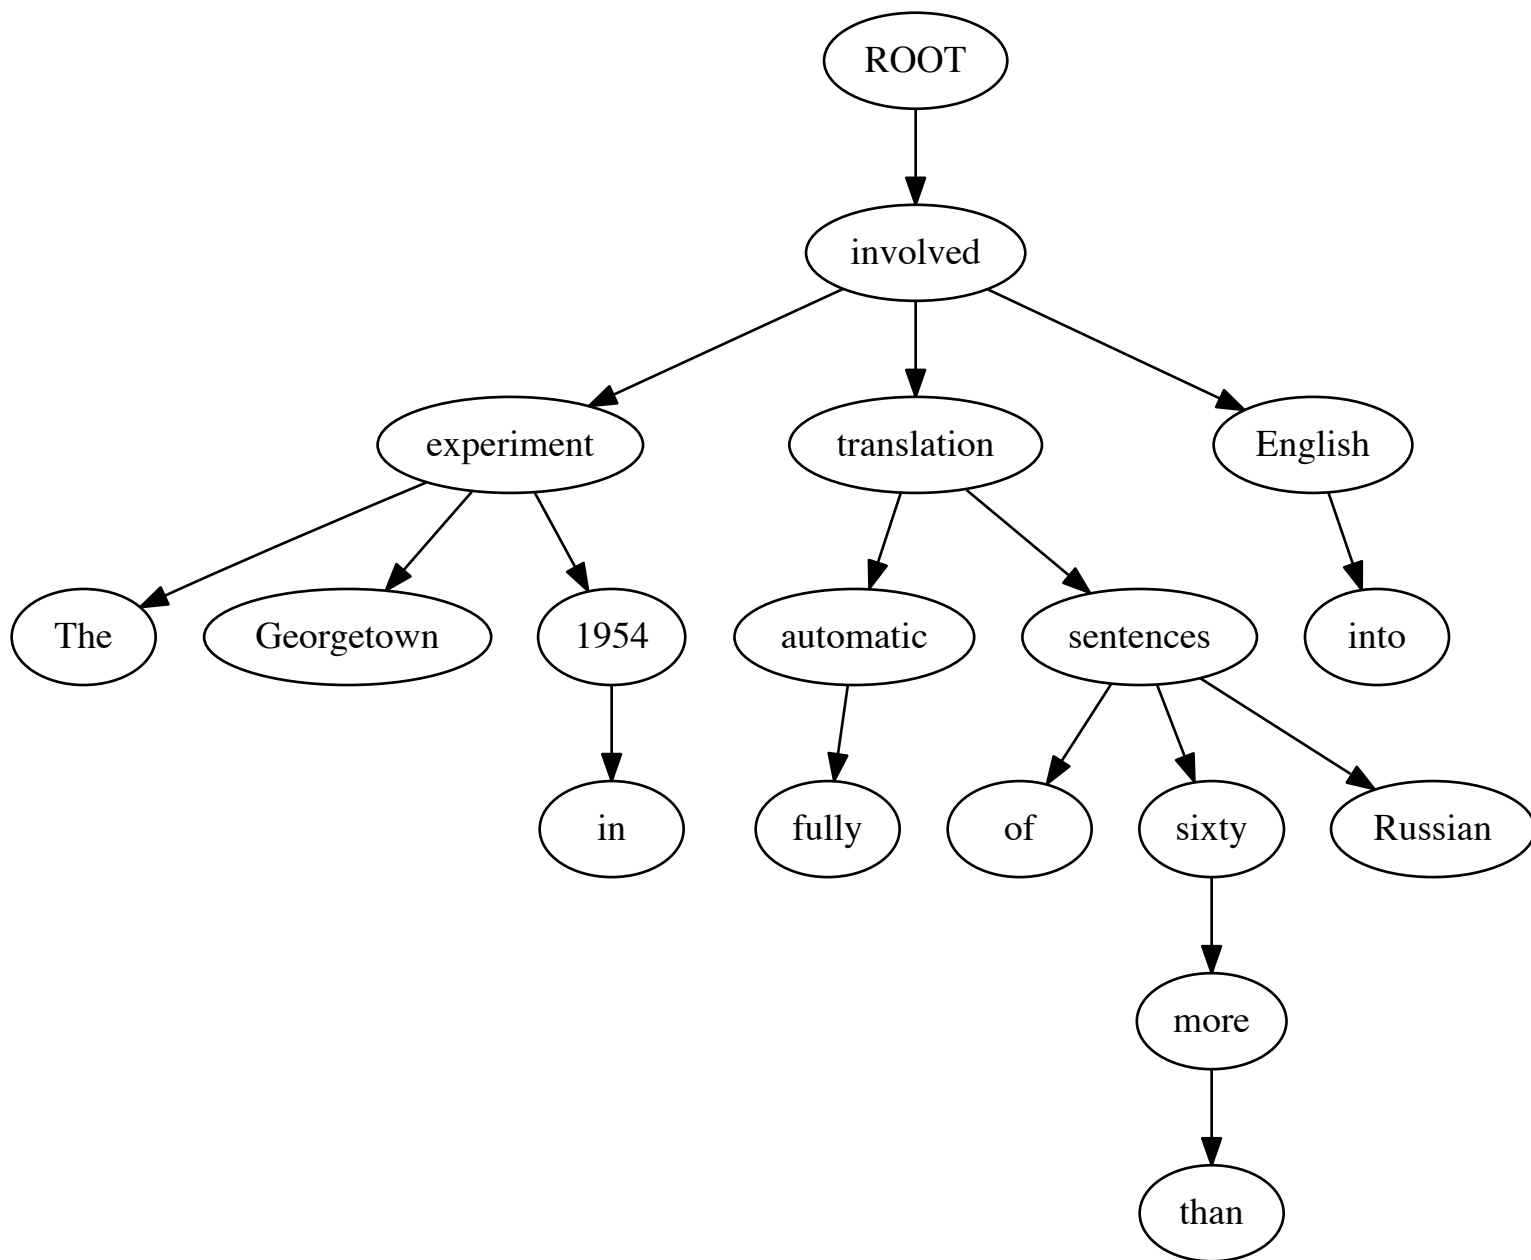 ROOT
involved
experiment translation English
The Georgetown 1954 automatic sentences into
in fully of sixty Russian
more
than